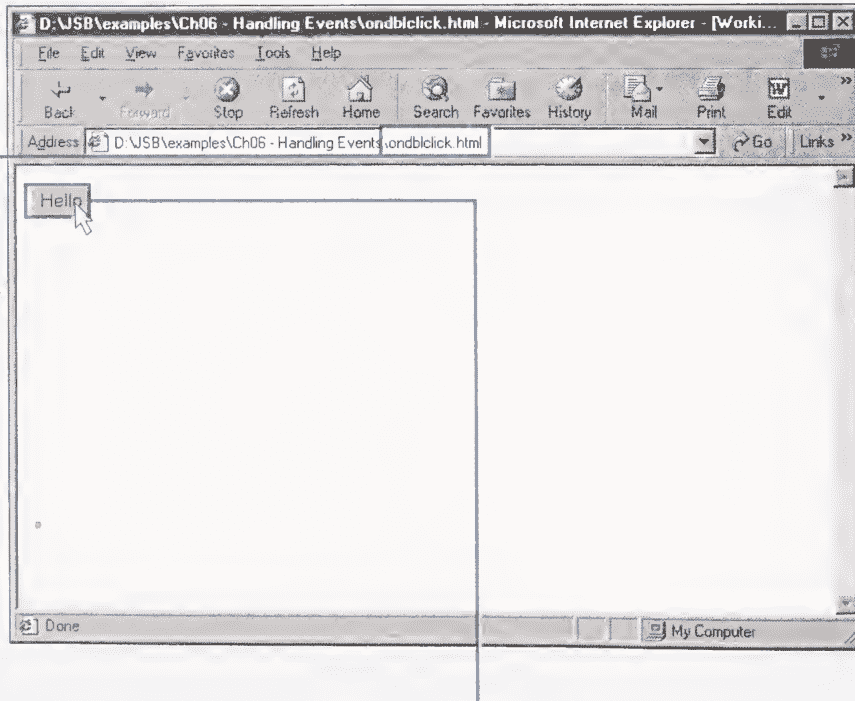 D:\JSB\examples\Ch06 - Handling Events\ondblclick.html - Microsoft Internet Explorer - [Worki...
File Edit View Favorites Tools Help
Back Forward Stop Refresh Home Search Favorites History Mail Print Edit »
Address D:\JSB\examples\Ch06 - Handling Events\ondblclick.html Go Links »
Hello
Done My Computer